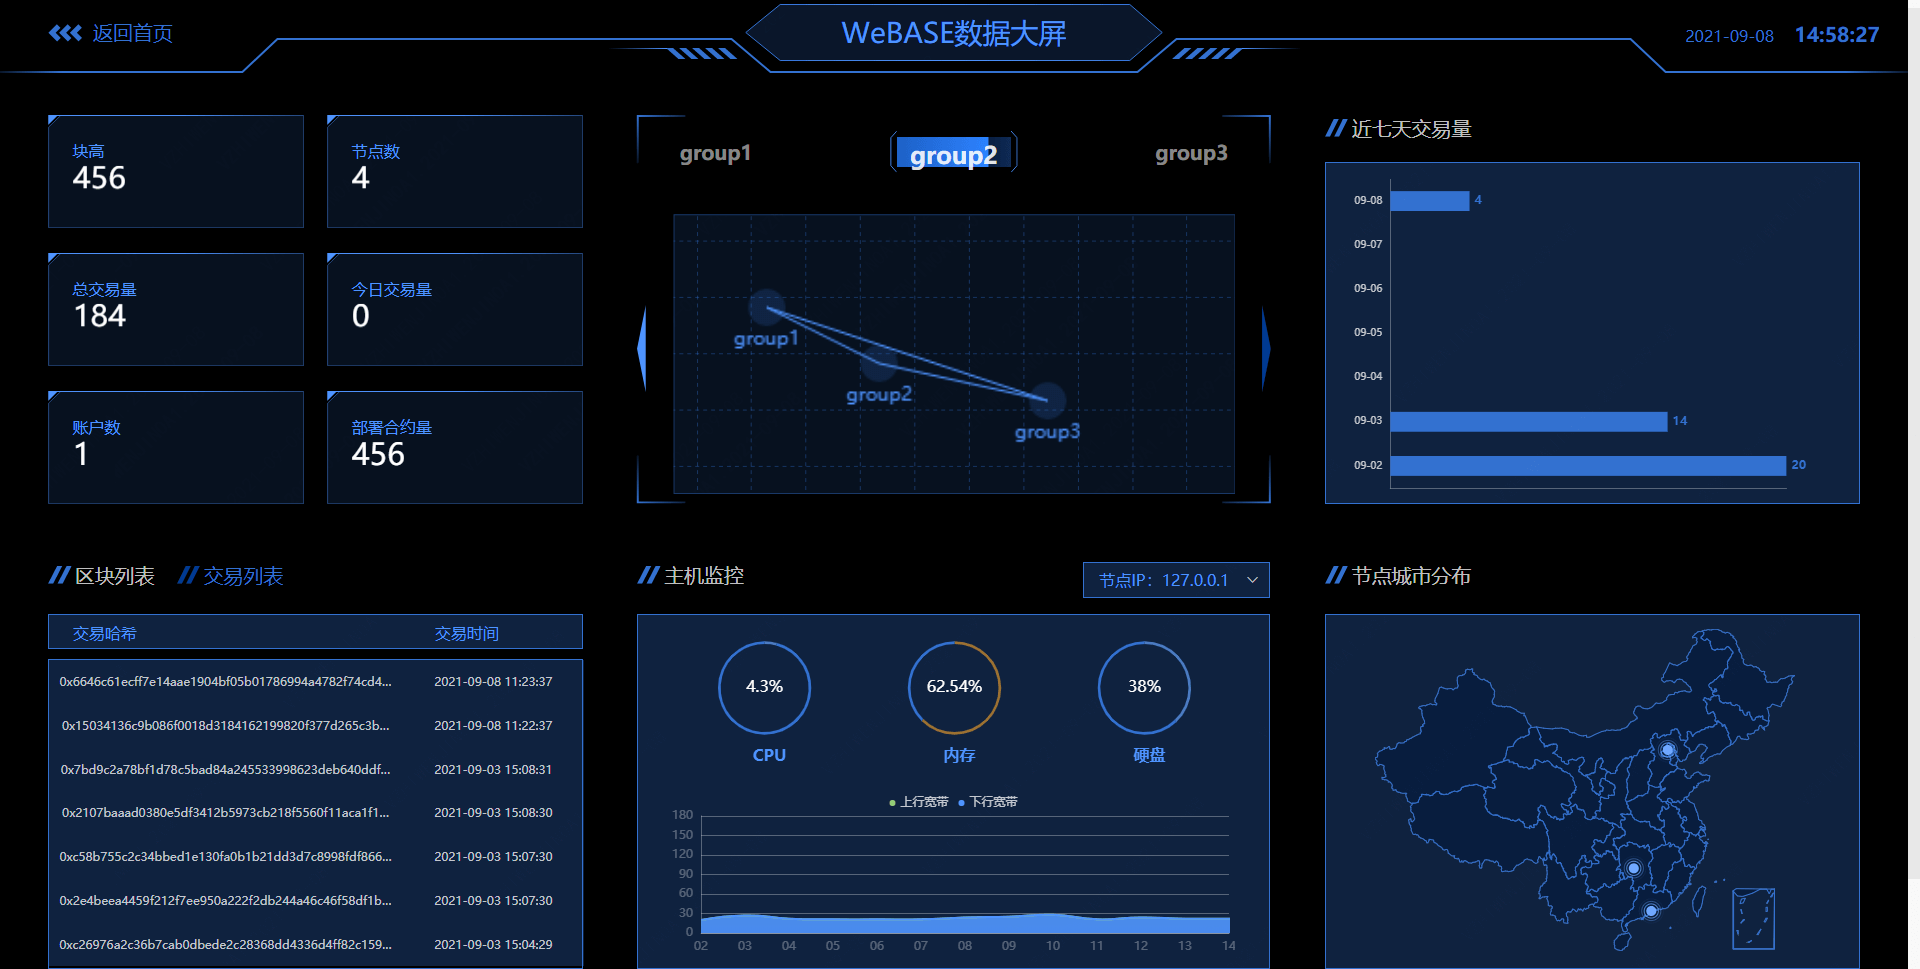 返回首页
WeBASE数据大屏
2021-09-08 14:58:27
块高
456
节点数
4
总交易量
184
今日交易量
0
账户数
1
部署合约量
456
group1
group2
group3
group1
group2
group3
近七天交易量
09-08 4
09-07
09-06
09-05
09-04
09-03 14
09-02 20
区块列表 交易列表
交易哈希 交易时间
0x6646c61ecff7e14aae1904bf05b01786994a4782f74cd4... 2021-09-08 11:23:37
0x15034136c9b086f0018d3184162199820f377d265c3b... 2021-09-08 11:22:37
0x7bd9c2a78bf1d78c5bad84a245533998623deb640ddf... 2021-09-03 15:08:31
0x2107baaad0380e5df3412b5973cb218f5560f11aca1f1... 2021-09-03 15:08:30
0xc58b755c2c34bbed1e130fa0b1b21dd3d7c8998fdf866... 2021-09-03 15:07:30
0x2e4beea4459f212f7ee950a222f2db244a46c46f58df1b... 2021-09-03 15:07:30
0xc26976a2c36b7cab0dbede2c28368dd4336d4ff82c159... 2021-09-03 15:04:29
主机监控
节点IP：127.0.0.1
4.3%
CPU
62.54%
内存
38%
硬盘
上行宽带 下行宽带
180
150
120
90
60
30
0
02 03 04 05 06 07 08 09 10 11 12 13 14
节点城市分布